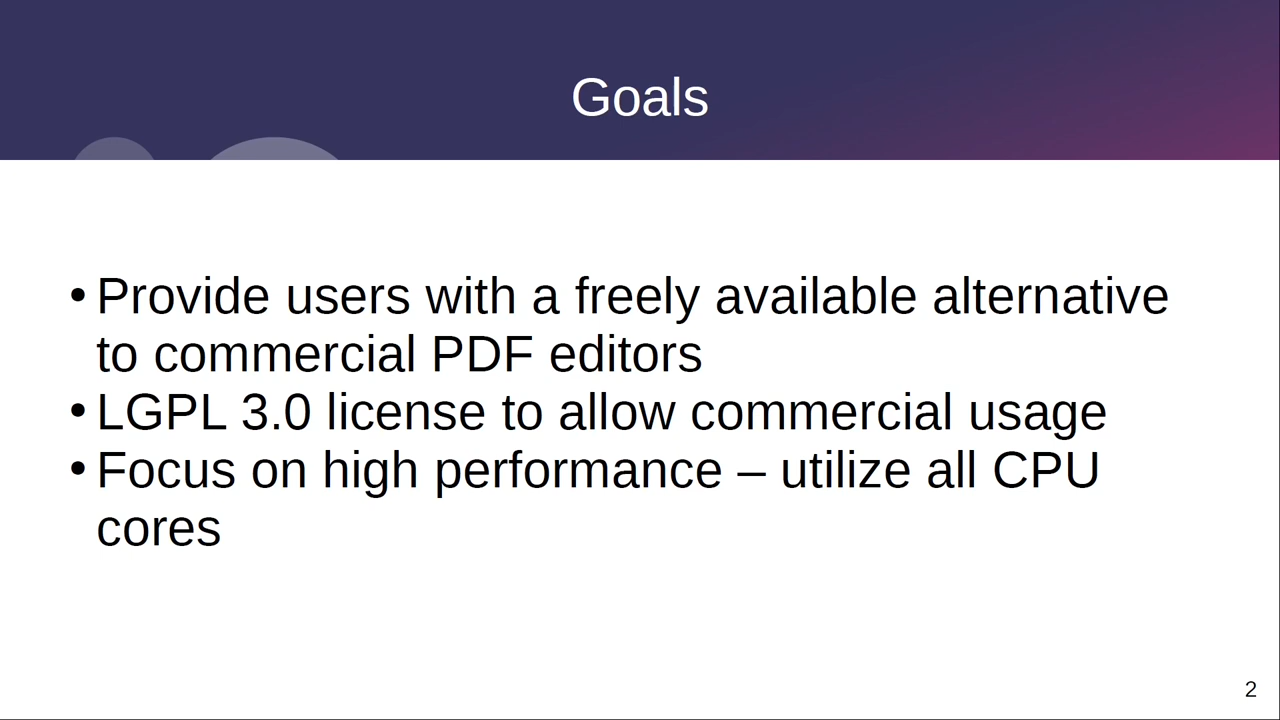 Goals
• Provide users with a freely available alternative
to commercial PDF editors
• LGPL 3.0 license to allow commercial usage
• Focus on high performance – utilize all CPU
cores
2